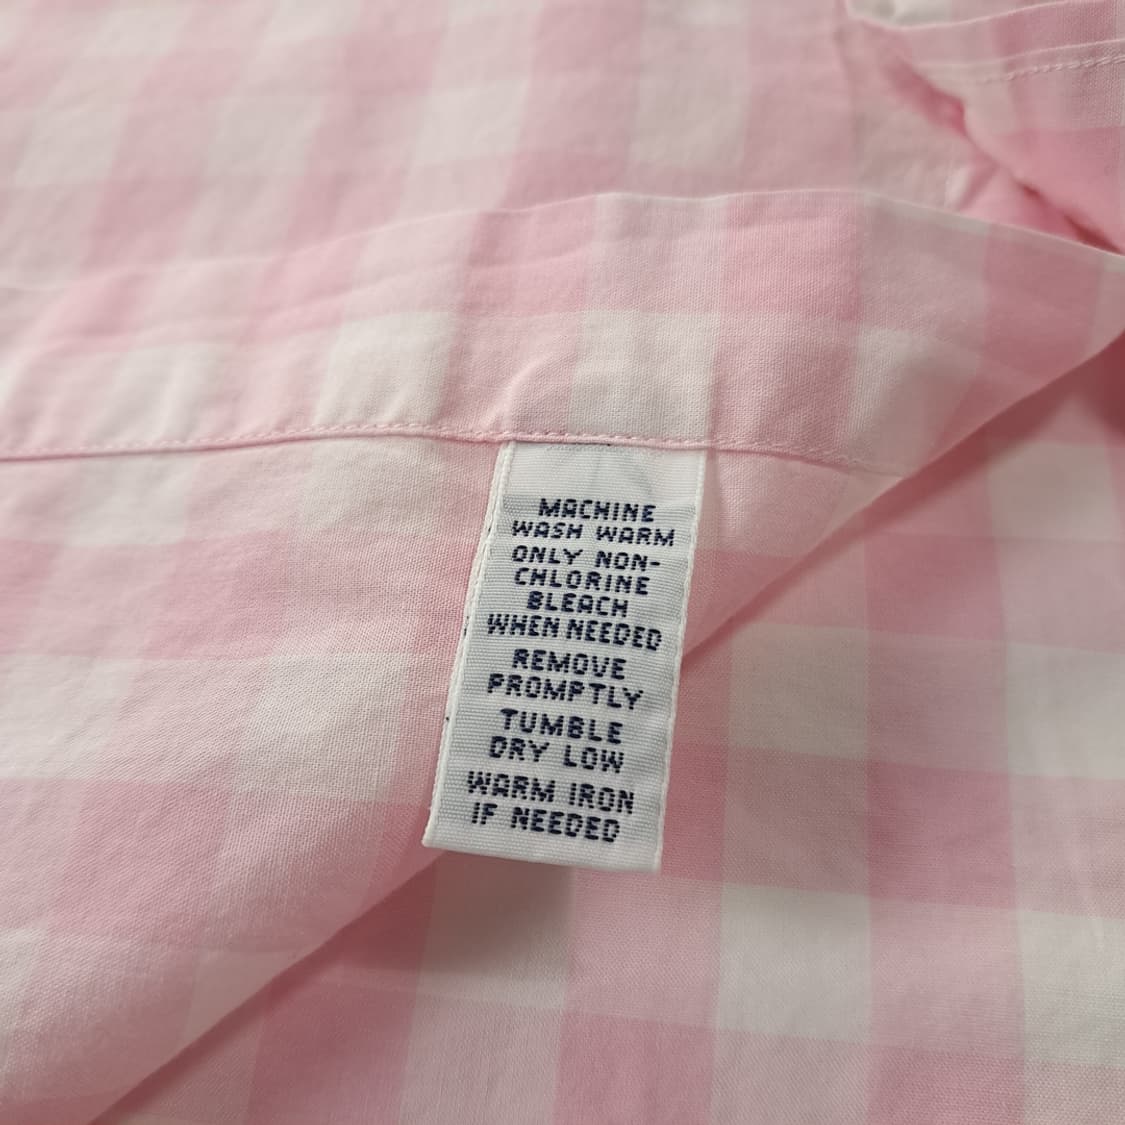 MACHINE
WASH WARM
ONLY NON-
CHLORINE
BLEACH
WHEN NEEDED
REMOVE
PROMPTLY
TUMBLE
DRY LOW
WARM IRON
IF NEEDED